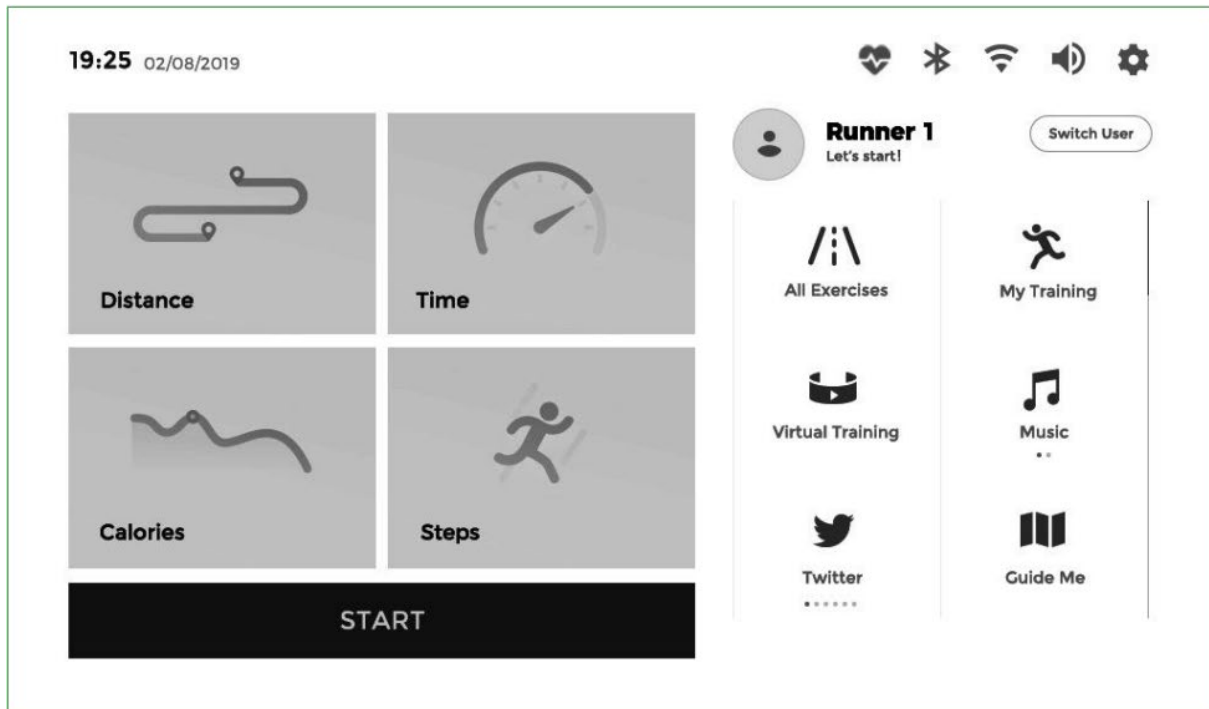 19:25 02/08/2019
Runner 1
Let's start!
Switch User
Distance
Time
Calories
Steps
START
All Exercises
My Training
Virtual Training
Music
Twitter
Guide Me